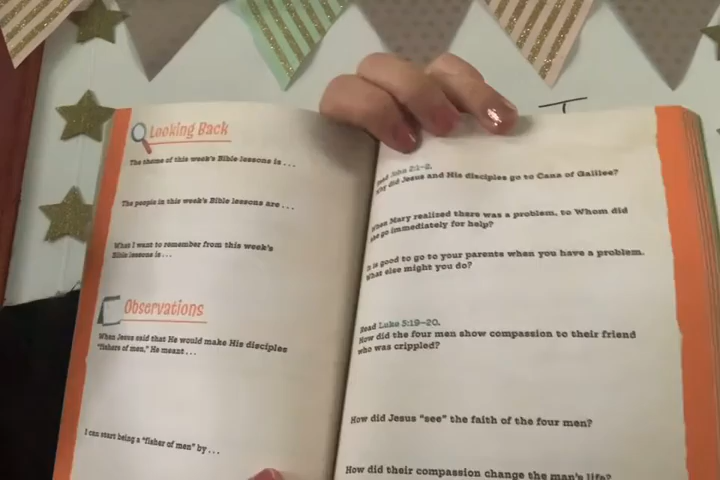 Looking Back
The theme of this week's Bible lessons is . . .
The people in this week's Bible lessons are . . .
What I want to remember from this week's
Bible lessons is . . .
Observations
When Jesus said that He would make His disciples
"fishers of men," He meant . . .
I can start being a "fisher of men" by . . .
Read John 2:1–2.
Why did Jesus and His disciples go to Cana of Galilee?
When Mary realized there was a problem, to Whom did
she go immediately for help?
It is good to go to your parents when you have a problem.
What else might you do?
Read Luke 5:19–20.
How did the four men show compassion to their friend
who was crippled?
How did Jesus "see" the faith of the four men?
How did their compassion change the man's life?